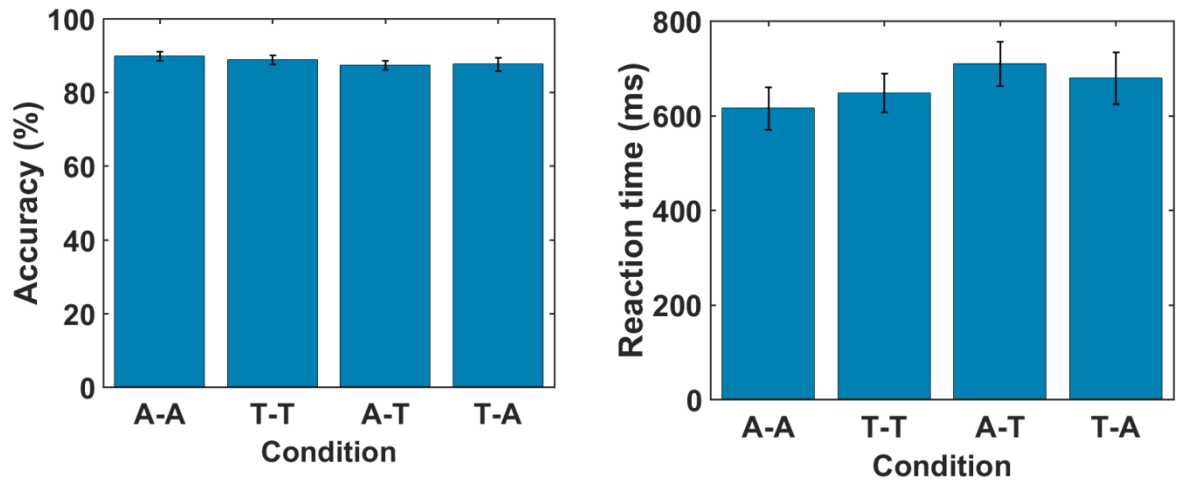 Accuracy (%)
100
80
60
40
20
0
A-A T-T A-T T-A
Condition
Reaction time (ms)
800
600
400
200
0
A-A T-T A-T T-A
Condition